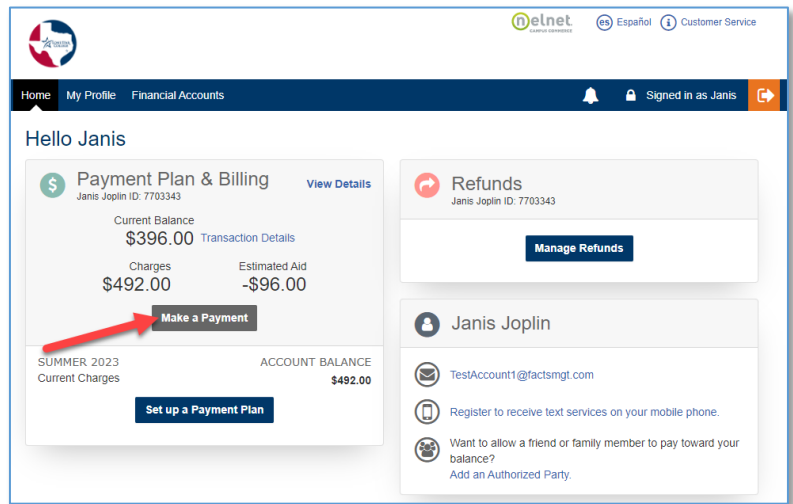 nelnet
CAMPUS COMMERCE
es Español
i Customer Service
Home My Profile Financial Accounts
Signed in as Janis
Hello Janis
$ Payment Plan & Billing View Details
Janis Joplin ID: 7703343
Current Balance
$396.00 Transaction Details
Charges Estimated Aid
$492.00 -$96.00
Make a Payment
SUMMER 2023 ACCOUNT BALANCE
Current Charges $492.00
Set up a Payment Plan
Refunds
Janis Joplin ID: 7703343
Manage Refunds
Janis Joplin
TestAccount1@factsmgt.com
Register to receive text services on your mobile phone.
Want to allow a friend or family member to pay toward your
balance?
Add an Authorized Party.